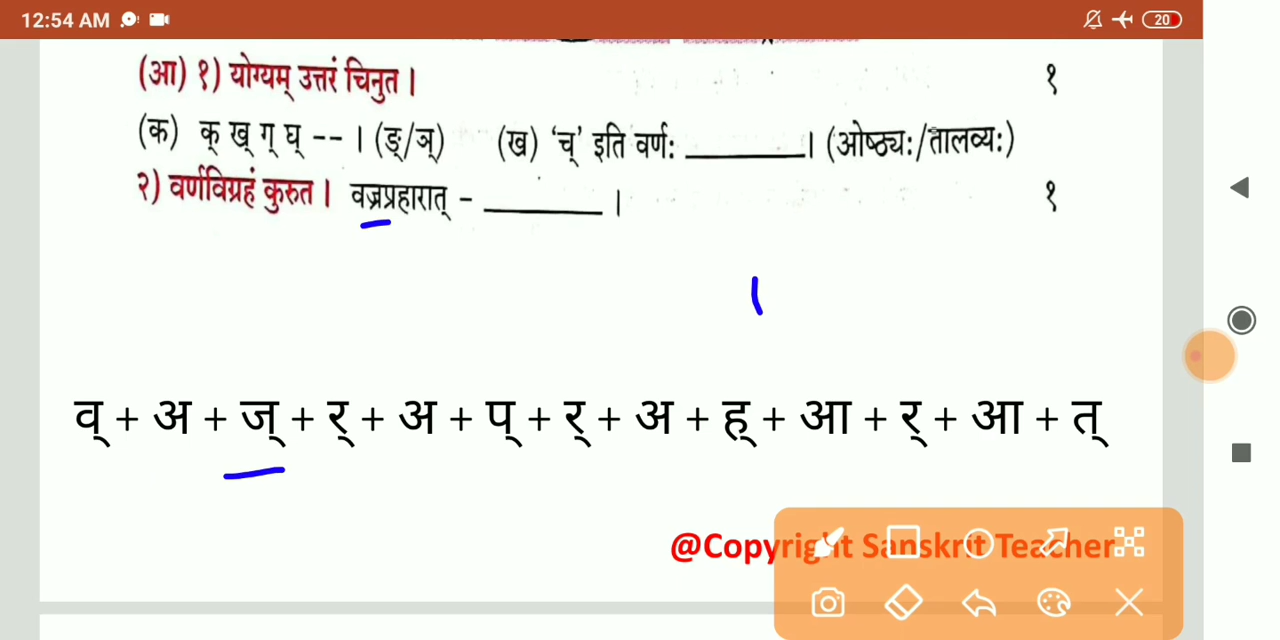 12:54 AM 20
(आ) १) योग्यम् उत्तरं चिनुत । १
(क) क् ख् ग् घ् -- । (ङ्/ञ्) (ख) ‘च्’ इति वर्णः ________ । (ओष्ठ्यः/तालव्यः)
२) वर्णविग्रहं कुरुत । वज्रप्रहारात् – ________ । १
व् + अ + ज् + र् + अ + प् + र् + अ + ह् + आ + र् + आ + त्
@Copyright Sanskrit Teacher